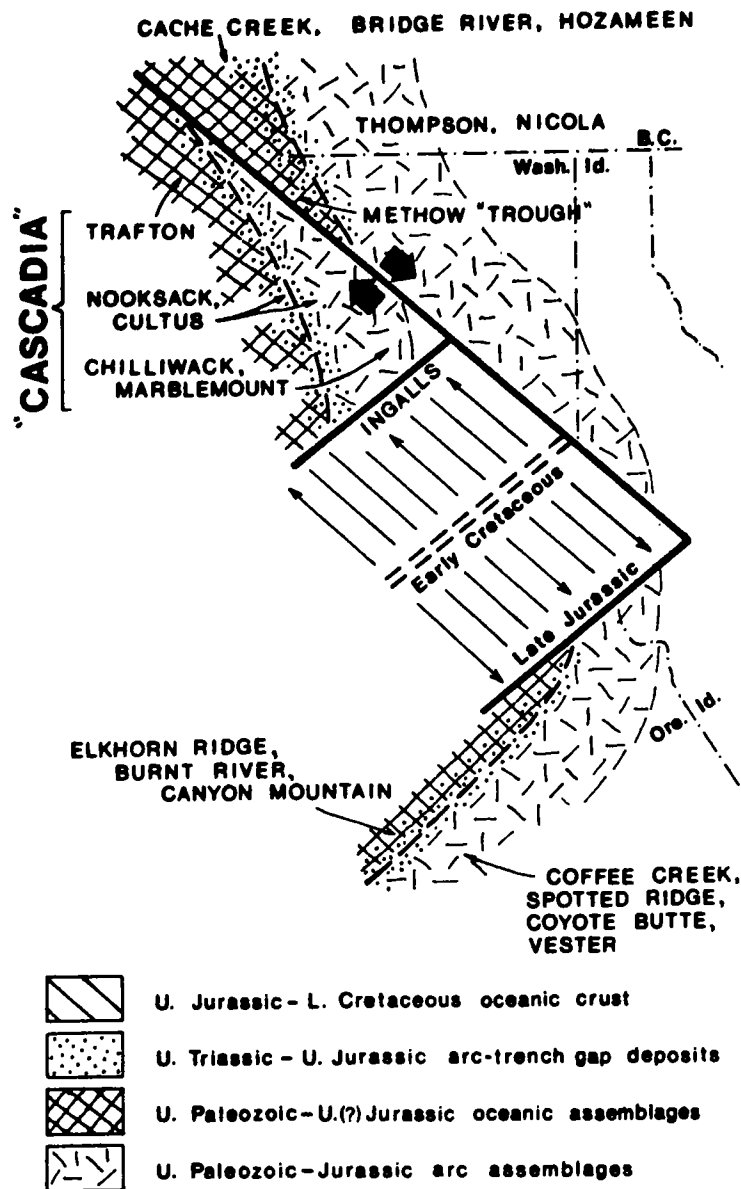 CACHE CREEK, BRIDGE RIVER, HOZAMEEN
THOMPSON, NICOLA
B.C.
Wash. Id.
METHOW "TROUGH"
"CASCADIA"
TRAFTON
NOOKSACK,
CULTUS
CHILLIWACK,
MARBLEMOUNT
INGALLS
Early Cretaceous
Late Jurassic
Ore. Id.
ELKHORN RIDGE,
BURNT RIVER,
CANYON MOUNTAIN
COFFEE CREEK,
SPOTTED RIDGE,
COYOTE BUTTE,
VESTER
U. Jurassic - L. Cretaceous oceanic crust
U. Triassic - U. Jurassic arc-trench gap deposits
U. Paleozoic - U.(?) Jurassic oceanic assemblages
U. Paleozoic - Jurassic arc assemblages